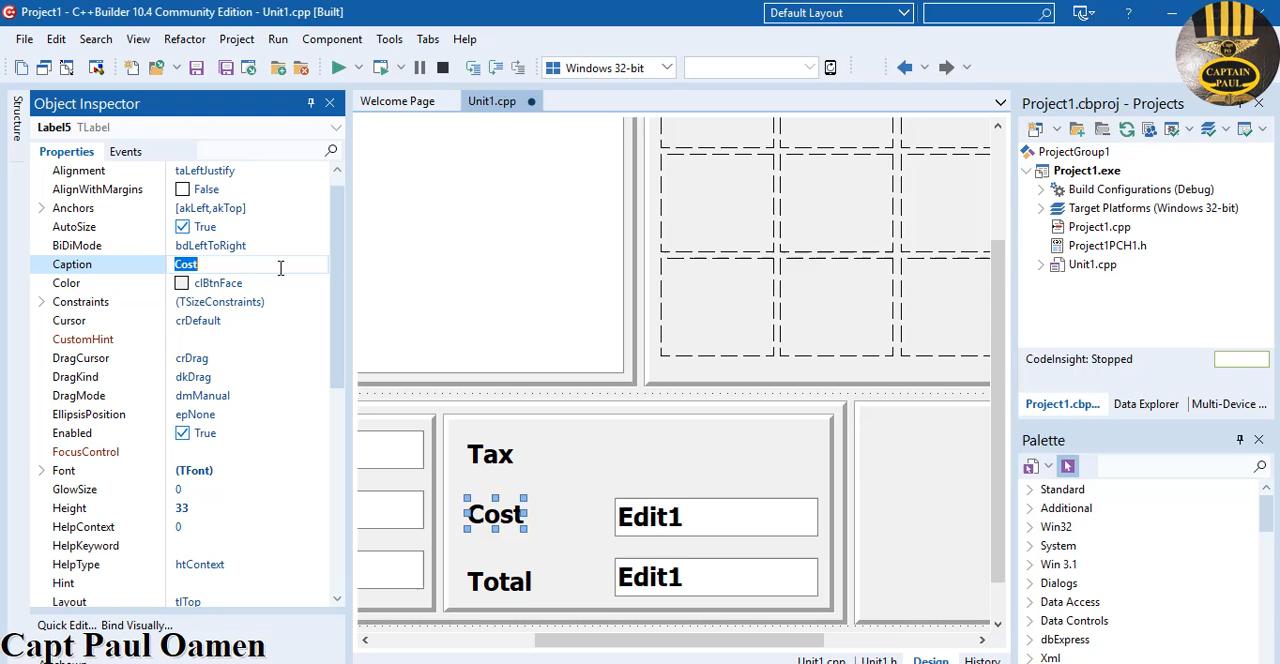 Project1 - C++Builder 10.4 Community Edition - Unit1.cpp [Built]
Default Layout
?
File Edit Search View Refactor Project Run Component Tools Tabs Help
Windows 32-bit
CAPTAIN
PAUL
Structure
Object Inspector
Label5 TLabel
Properties Events
Alignment taLeftJustify
AlignWithMargins False
Anchors [akLeft,akTop]
AutoSize True
BiDiMode bdLeftToRight
Caption Cost
Color clBtnFace
Constraints (TSizeConstraints)
Cursor crDefault
CustomHint
DragCursor crDrag
DragKind dkDrag
DragMode dmManual
EllipsisPosition epNone
Enabled True
FocusControl
Font (TFont)
GlowSize 0
Height 33
HelpContext 0
HelpKeyword
HelpType htContext
Hint
Layout tlTop
Quick Edit... Bind Visually...
Capt Paul Oamen
Welcome Page Unit1.cpp
Tax
Cost Edit1
Total Edit1
Unit1.cpp Unit1.h Design History
Project1.cbproj - Projects
ProjectGroup1
Project1.exe
Build Configurations (Debug)
Target Platforms (Windows 32-bit)
Project1.cpp
Project1PCH1.h
Unit1.cpp
CodeInsight: Stopped
Project1.cbp... Data Explorer Multi-Device ...
Palette
Standard
Additional
Win32
System
Win 3.1
Dialogs
Data Access
Data Controls
dbExpress
Xml